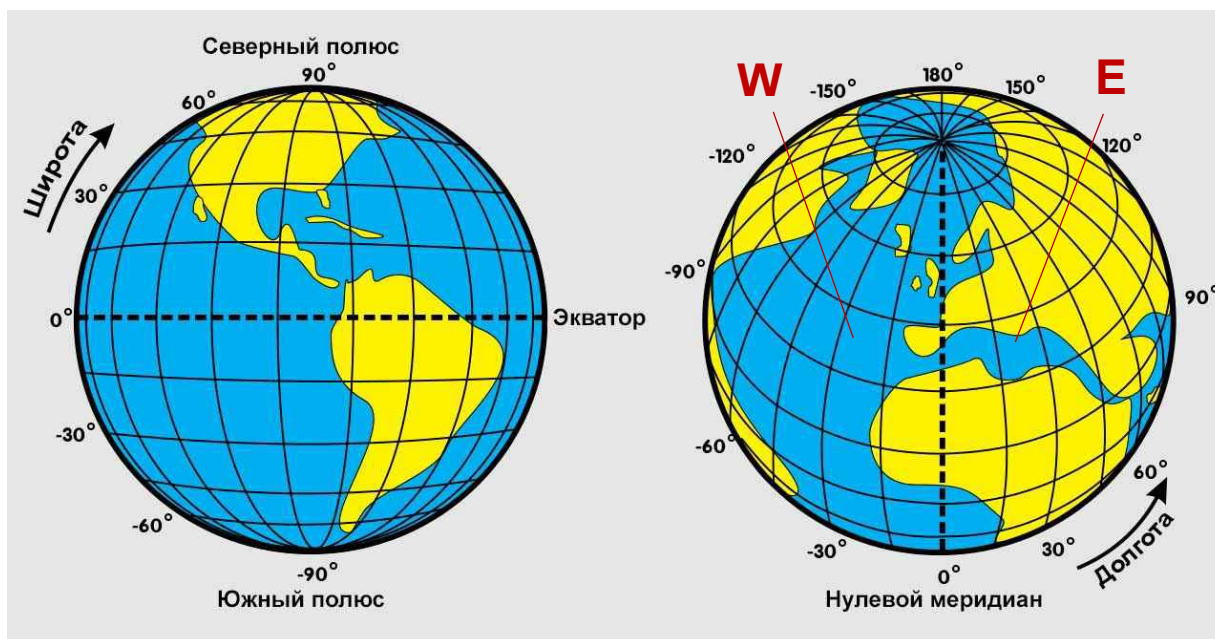 Северный полюс
90°
60°
Широта
30°
0°
Экватор
-30°
-60°
-90°
Южный полюс
W
E
180°
-150°
150°
-120°
120°
-90°
90°
-60°
60°
-30°
30°
Долгота
0°
Нулевой меридиан